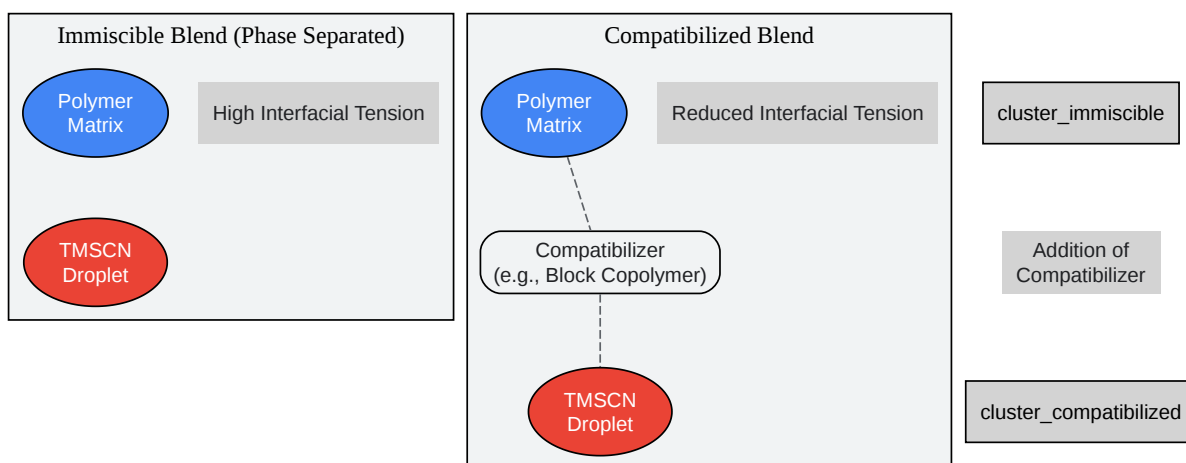 Immiscible Blend (Phase Separated)
Polymer
Matrix
High Interfacial Tension
TMSCN
Droplet
Compatibilized Blend
Polymer
Matrix
Reduced Interfacial Tension
Compatibilizer
(e.g., Block Copolymer)
TMSCN
Droplet
cluster_immiscible
Addition of
Compatibilizer
cluster_compatibilized